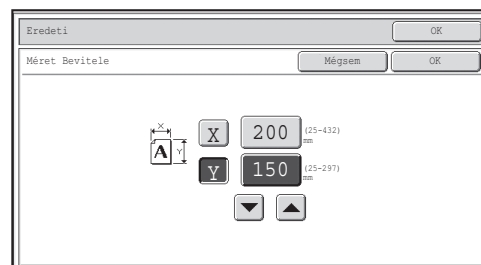 Eredeti OK
Méret Bevitele Mégsem OK
X
A Y
X 200 (25-432)
mm
Y 150 (25-297)
mm